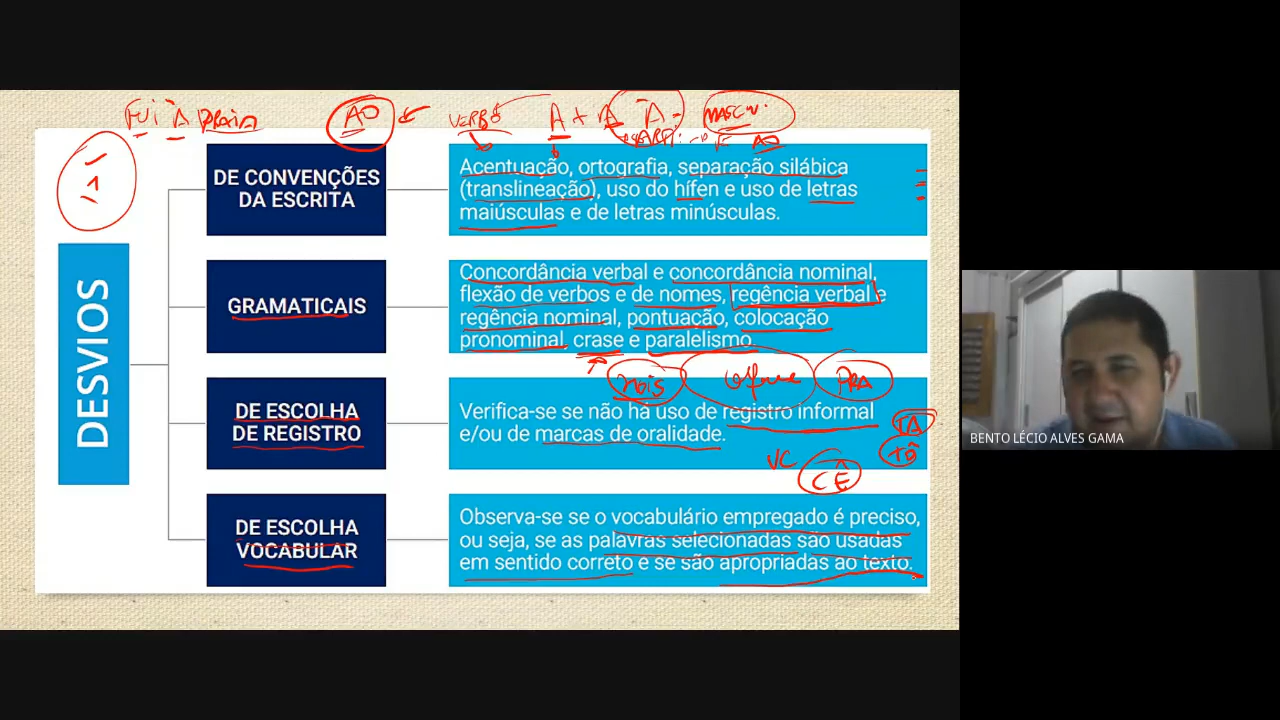 FUi À PRAIA
AO
VERBO
A + A
À -
MASCU.
AO
DESVIOS
DE CONVENÇÕES
DA ESCRITA
Acentuação, ortografia, separação silábica
(translineação), uso do hífen e uso de letras
maiúsculas e de letras minúsculas.
GRAMATICAIS
Concordância verbal e concordância nominal,
flexão de verbos e de nomes, regência verbal e
regência nominal, pontuação, colocação
pronominal, crase e paralelismo.
PRA
DE ESCOLHA
DE REGISTRO
Verifica-se se não há uso de registro informal
e/ou de marcas de oralidade.
TA
TÔ
VC
CÊ
DE ESCOLHA
VOCABULAR
Observa-se se o vocabulário empregado é preciso,
ou seja, se as palavras selecionadas são usadas
em sentido correto e se são apropriadas ao texto.
BENTO LÉCIO ALVES GAMA